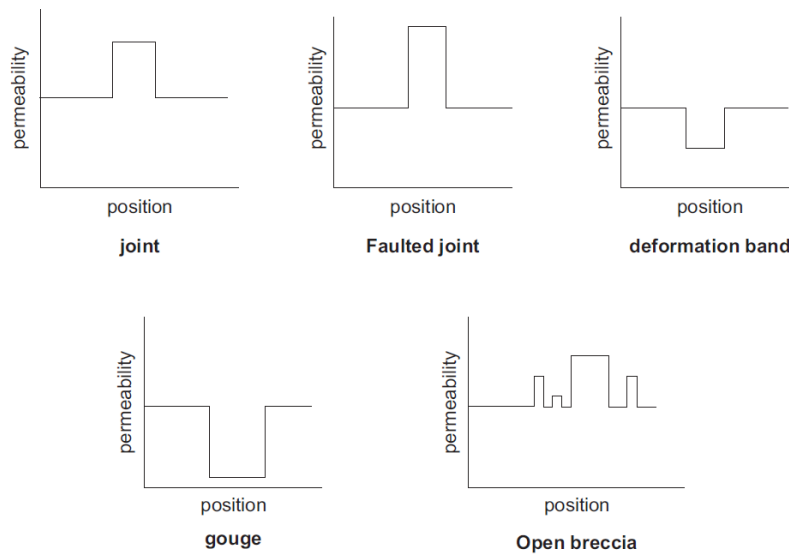 permeability
position
joint
permeability
position
Faulted joint
permeability
position
deformation band
permeability
position
gouge
permeability
position
Open breccia